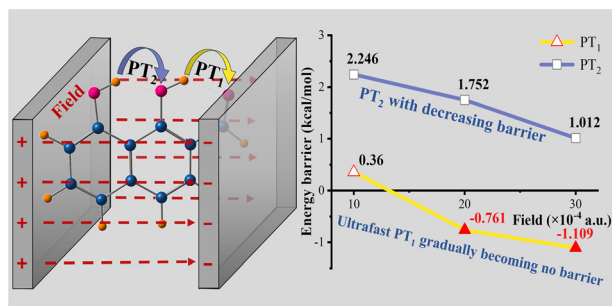 PT2
PT1
Field
+
+
+
+
-
-
-
-
PT1
PT2
Energy barrier (kcal/mol)
3
2
1
0
-1
2.246
1.752
1.012
PT2 with decreasing barrier
0.36
10
20
30
-0.761
Field (×10-4 a.u.)
-1.109
Ultrafast PT1 gradually becoming no barrier